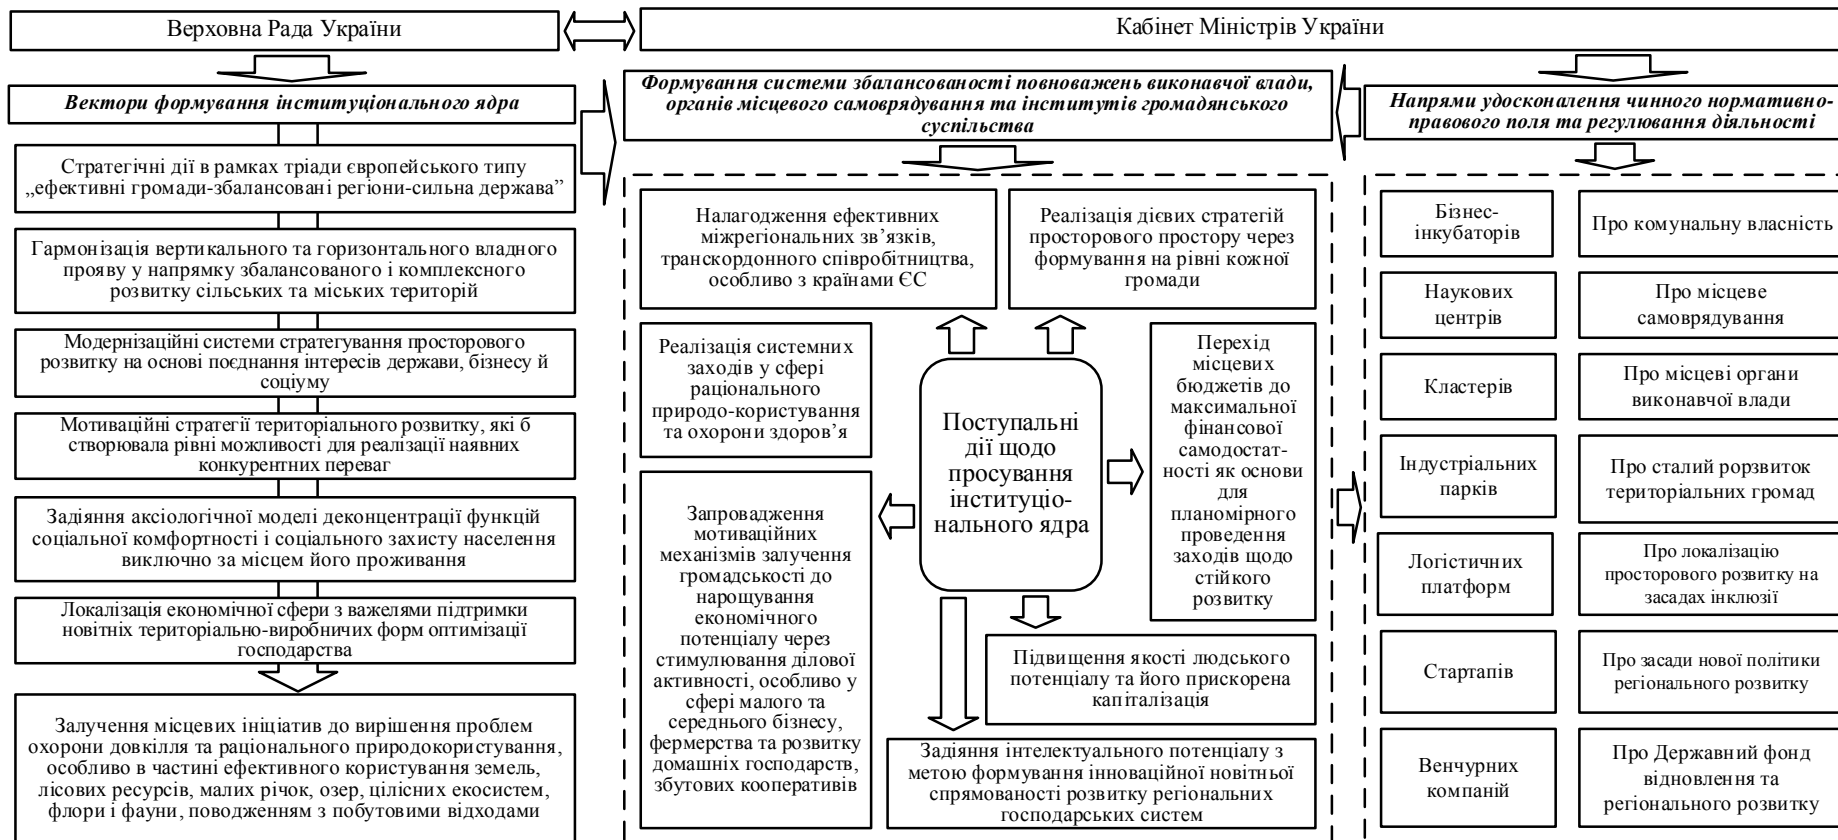 Верховна Рада України
Кабінет Міністрів України
Вектори формування інституціонального ядра
Стратегічні дії в рамках тріади європейського типу
„ефективні громади-збалансовані регіони-сильна держава”
Гармонізація вертикального та горизонтального владного
прояву у напрямку збалансованого і комплексного
розвитку сільських та міських територій
Модернізаційні системи стратегування просторового
розвитку на основі поєднання інтересів держави, бізнесу й
соціуму
Мотиваційні стратегії територіального розвитку, які б
створювала рівні можливості для реалізації наявних
конкурентних переваг
Задіяння аксіологічної моделі деконцентрації функцій
соціальної комфортності і соціального захисту населення
виключно за місцем його проживання
Локалізація економічної сфери з важелями підтримки
новітніх територіально-виробничих форм оптимізації
господарства
Залучення місцевих ініціатив до вирішення проблем
охорони довкілля та раціонального природокористування,
особливо в частині ефективного користування земель,
лісових ресурсів, малих річок, озер, цілісних екосистем,
флори і фауни, поводженням з побутовими відходами
Формування системи збалансованості повноважень виконавчої влади,
органів місцевого самоврядування та інститутів громадянського
суспільства
Налагодження ефективних
міжрегіональних зв’язків,
транскордонного співробітництва,
особливо з країнами ЄС
Реалізація дієвих стратегій
просторового простору через
формування на рівні кожної
громади
Реалізація системних
заходів у сфері
раціонального
природо-користування
та охорони здоров’я
Поступальні
дії щодо
просування
інституціо-
нального ядра
Перехід
місцевих
бюджетів до
максимальної
фінансової
самодостат-
ності як основи
для
планомірного
проведення
заходів щодо
стійкого
розвитку
Запровадження
мотиваційних
механізмів залучення
громадськості до
нарощування
економічного
потенціалу через
стимулювання ділової
активності, особливо у
сфері малого та
середнього бізнесу,
фермерства та розвитку
домашніх господарств,
збутових кооперативів
Підвищення якості людського
потенціалу та його прискорена
капіталізація
Задіяння інтелектуального потенціалу з
метою формування інноваційної новітньої
спрямованості розвитку регіональних
господарських систем
Напрями удосконалення чинного нормативно-
правового поля та регулювання діяльності
Бізнес-
інкубаторів
Про комунальну власність
Наукових
центрів
Про місцеве
самоврядування
Кластерів
Про місцеві органи
виконавчої влади
Індустріальних
парків
Про сталий рорзвиток
територіальних громад
Логістичних
платформ
Про локалізацію
просторового розвитку на
засадах інклюзії
Стартапів
Про засади нової політики
регіонального розвитку
Венчурних
компаній
Про Державний фонд
відновлення та
регіонального розвитку